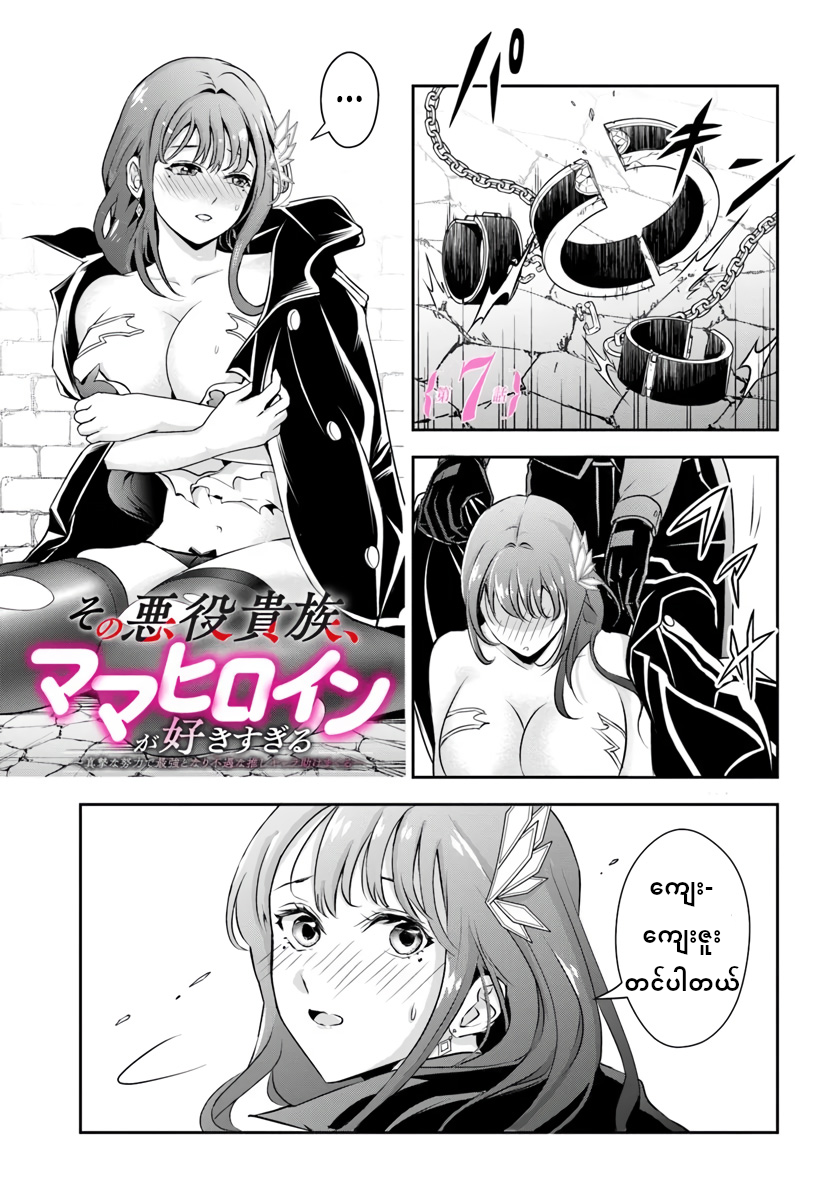 パ
キーン
第7話
...
その悪役貴族、
ママヒロイン
が好きすぎる
ကျေး-
ကျေးဇူး
တင်ပါတယ်